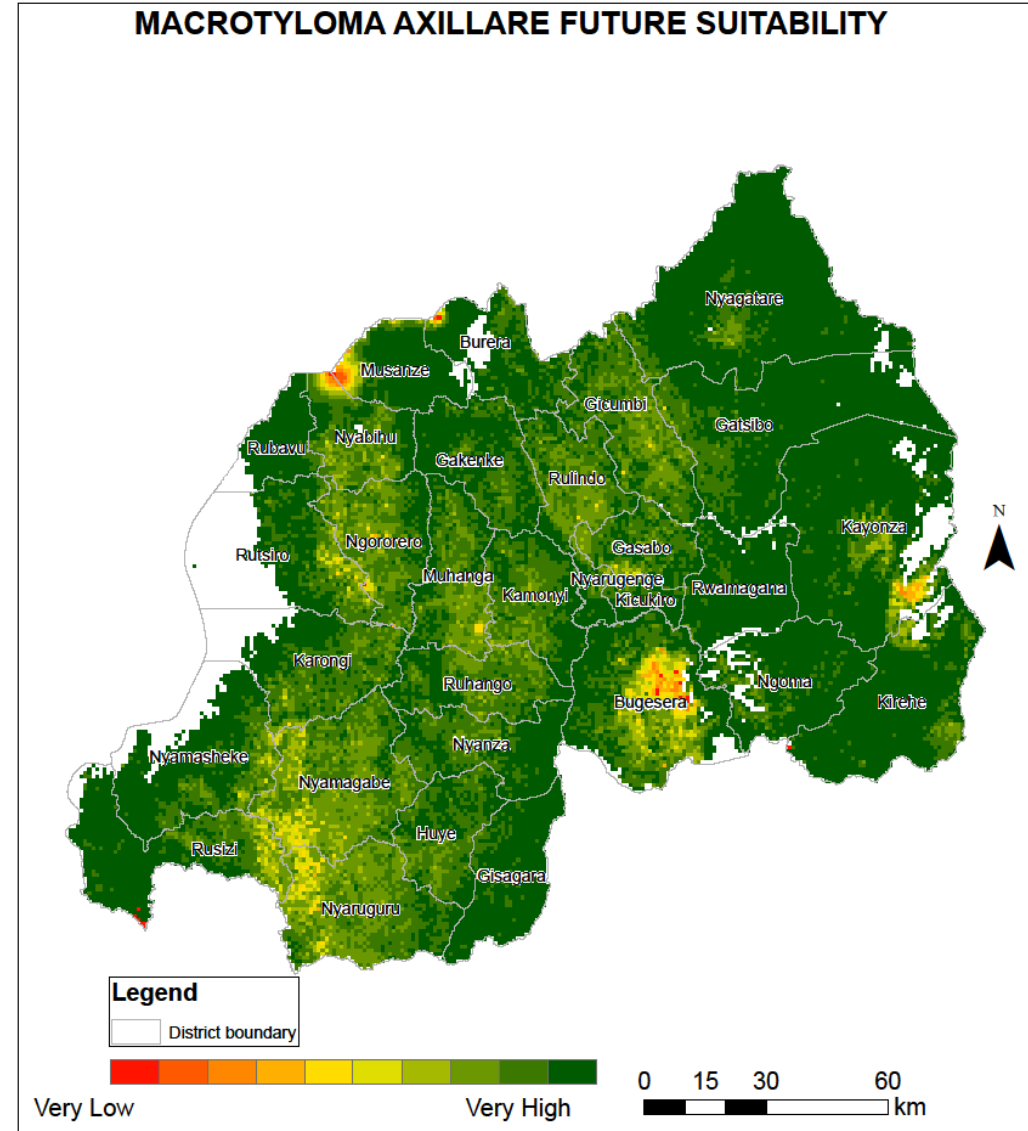 MACROTYLOMA AXILLARE FUTURE SUITABILITY
Nyagatare
Burera
Musanze
Gicumbi
Gatsibo
Nyabihu
Rubavu
Gakenke
Rulindo
N
Kayonza
Ngororero
Gasabo
Rutsiro
Muhanga
Nyarugenge
Rwamagana
Kamonyi
Kicukiro
Karongi
Ruhango
Ngoma
Bugesera
Kirehe
Nyanza
Nyamasheke
Nyamagabe
Huye
Rusizi
Gisagara
Nyaruguru
Legend
District boundary
0 15 30 60
km
Very Low Very High